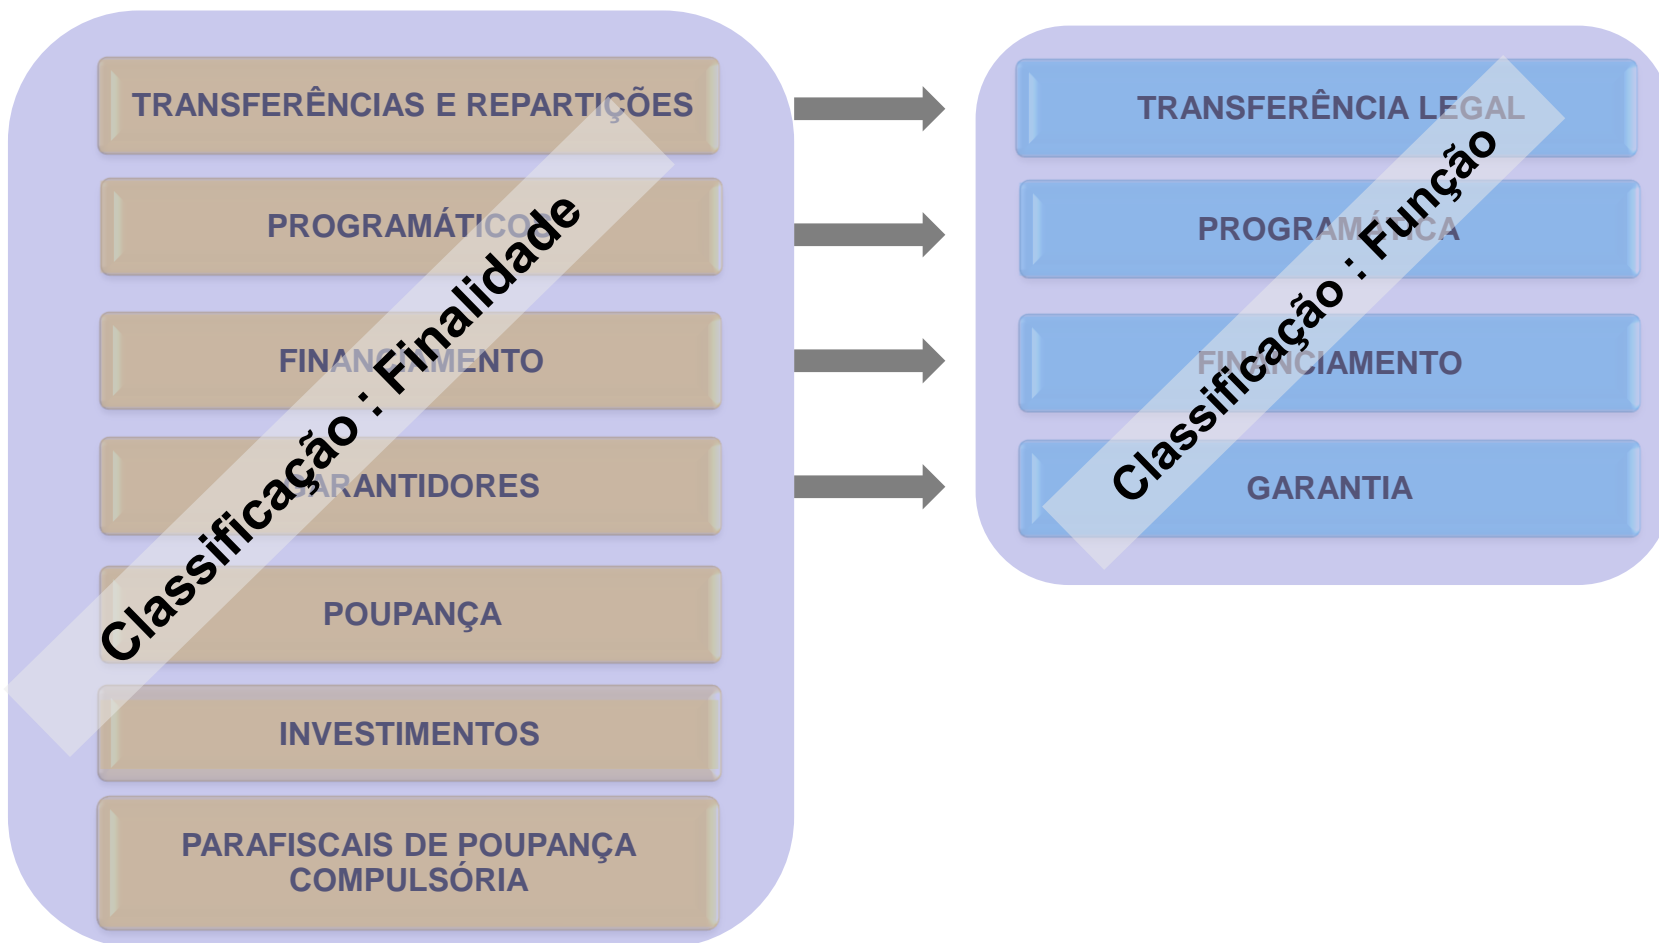 TRANSFERÊNCIAS E REPARTIÇÕES
PROGRAMÁTICOS
FINANCIAMENTO
GARANTIDORES
POUPANÇA
INVESTIMENTOS
PARAFISCAIS DE POUPANÇA
COMPULSÓRIA
Classificação : Finalidade
TRANSFERÊNCIA LEGAL
PROGRAMÁTICA
FINANCIAMENTO
GARANTIA
Classificação : Função